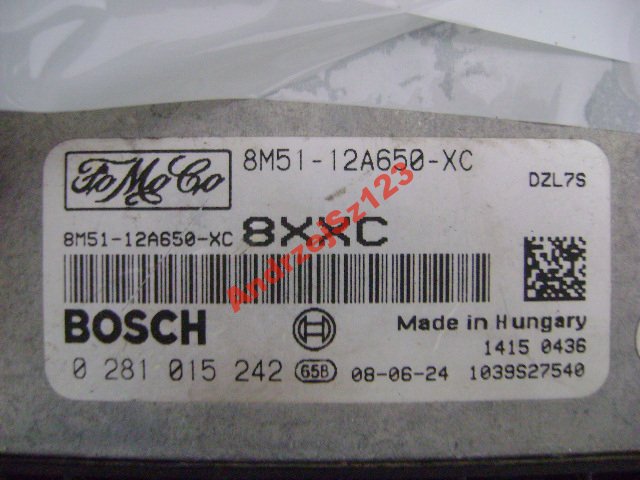 FoMoCo
8M51-12A650-XC
DZL7S
8M51-12A650-XC 8XXC
AndrzejSz123
BOSCH
Made in Hungary
1415 0436
0 281 015 242 65B 08-06-24 1039S27540